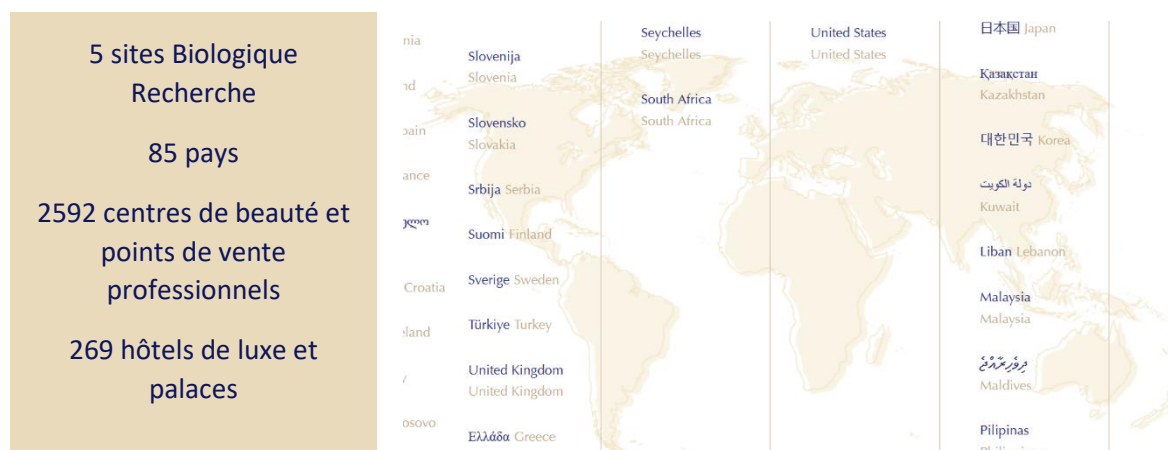 5 sites Biologique
Recherche
85 pays
2592 centres de beauté et
points de vente
professionnels
269 hôtels de luxe et
palaces
Croatia
Slovenija
Slovenia
Slovensko
Slovakia
Srbija Serbia
Suomi Finland
Sverige Sweden
Türkiye Turkey
United Kingdom
United Kingdom
Ελλάδα Greece
Seychelles
Seychelles
South Africa
South Africa
United States
United States
日本国 Japan
Қазақстан
Kazakhstan
대한민국 Korea
دولة الكويت
Kuwait
Liban Lebanon
Malaysia
Malaysia
ދިވެހިރާއްޖެ
Maldives
Pilipinas